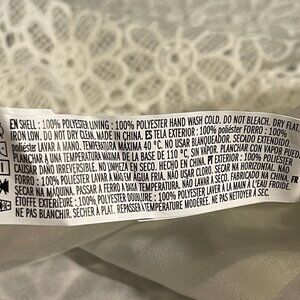 EN SHELL : 100% POLYESTER LINING : 100% POLYESTER HAND WASH COLD. DO NOT BLEACH. DRY FLAT
IRON LOW. DO NOT DRY CLEAN. MADE IN CHINA. ES TELA EXTERIOR : 100% poliéster FORRO : 100%
poliéster LAVAR A MANO. TEMPERATURA MÁXIMA 40 °C. NO USAR BLANQUEADOR. SECADO EXTENDIDO.
PLANCHAR A UNA TEMPERATURA MÁXIMA DE LA BASE DE 110 °C, SIN VAPOR. PLANCHAR CON VAPOR PUEDE
NO LAVAR EN SECO. HECHO EN CHINA. PT EXTERIOR : 100%
FORRO : 100% POLIÉSTER LAVAR À MÃO EM ÁGUA FRIA. NÃO USAR CLORO. SECAR NA HORIZONTAL.
SECAR NA MÁQUINA. PASSAR A FERRO A BAIXA TEMPERATURA. NÃO LAVAR A SECO. FABRICADO NA CHINA. FR
ÉTOFFE EXTÉRIEURE : 100% POLYESTER DOUBLURE : 100% POLYESTER LAVER À LA MAIN À L'EAU FROIDE.
NE PAS BLANCHIR. SÉCHER À PLAT. REPASSER À TEMPÉRATURE MODÉRÉE. NE PAS NETTOYER À SEC.